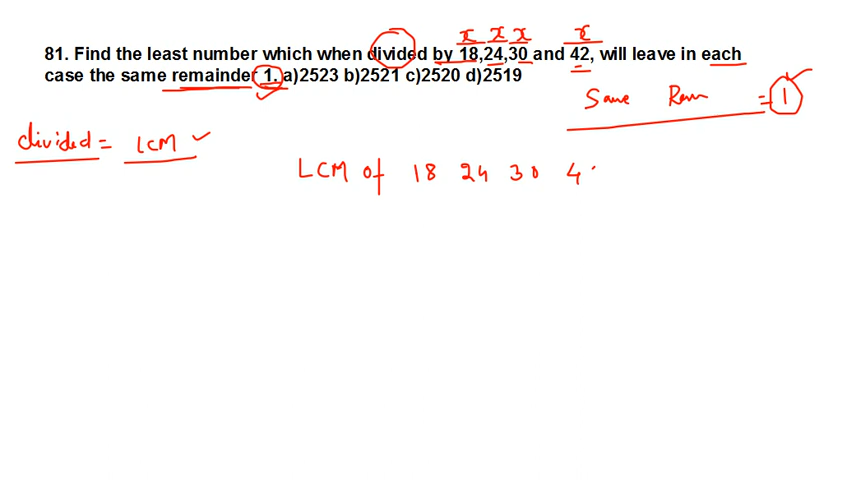 x x x x
81. Find the least number which when divided by 18,24,30 and 42, will leave in each
case the same remainder 1. a)2523 b)2521 c)2520 d)2519
Same Rem = 1
divided = LCM ✓
LCM of 18 24 30 4